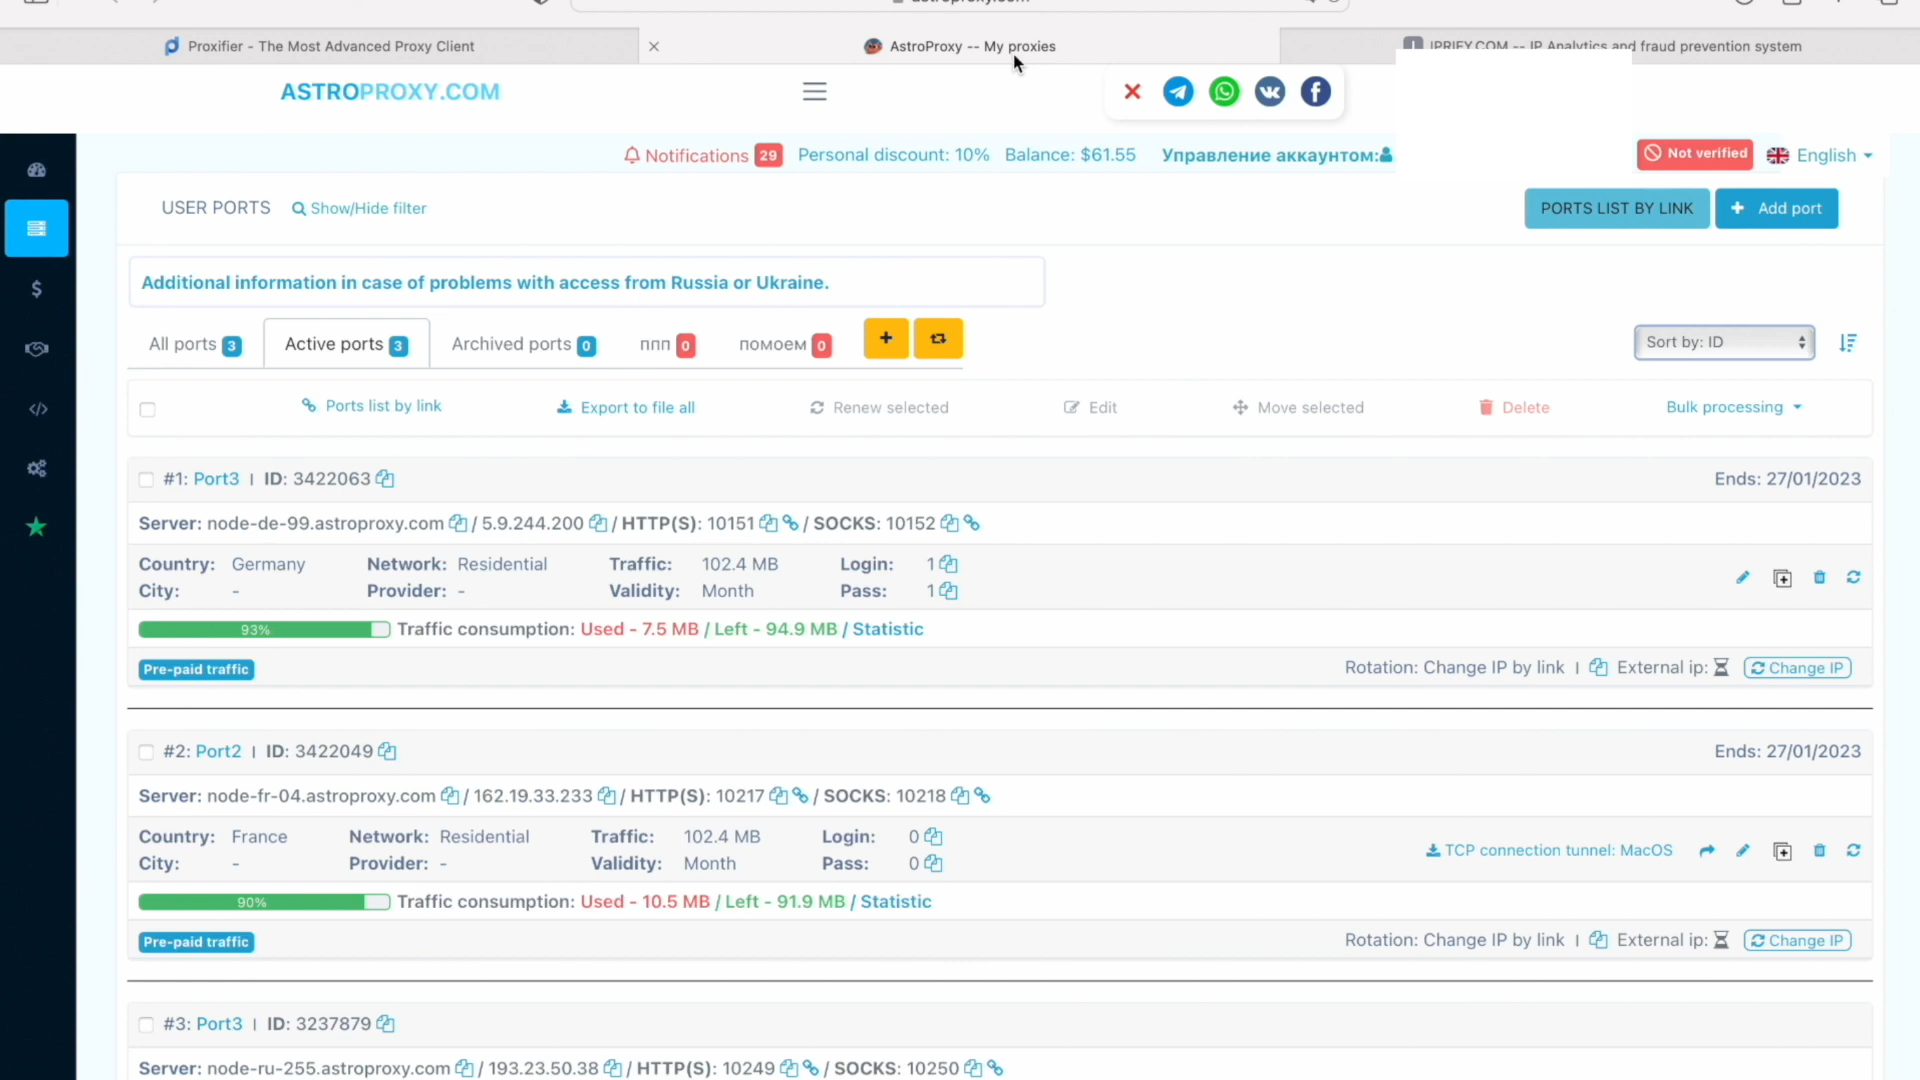 astroproxy.com
Proxifier - The Most Advanced Proxy Client
AstroProxy -- My proxies
IPRIFY.COM -- IP Analytics and fraud prevention system
ASTROPROXY.COM
Notifications 29 Personal discount: 10% Balance: $61.55 Управление аккаунтом:
Not verified
English
USER PORTS Show/Hide filter
PORTS LIST BY LINK + Add port
Additional information in case of problems with access from Russia or Ukraine.
All ports 3 Active ports 3 Archived ports 0 ппп 0 помоем 0
Sort by: ID
Ports list by link Export to file all Renew selected Edit Move selected Delete Bulk processing
#1: Port3 | ID: 3422063 Ends: 27/01/2023
Server: node-de-99.astroproxy.com / 5.9.244.200 / HTTP(S): 10151 / SOCKS: 10152
Country: Germany Network: Residential Traffic: 102.4 MB Login: 1
City: - Provider: - Validity: Month Pass: 1
93% Traffic consumption: Used - 7.5 MB / Left - 94.9 MB / Statistic
Pre-paid traffic Rotation: Change IP by link | External ip: Change IP
#2: Port2 | ID: 3422049 Ends: 27/01/2023
Server: node-fr-04.astroproxy.com / 162.19.33.233 / HTTP(S): 10217 / SOCKS: 10218
Country: France Network: Residential Traffic: 102.4 MB Login: 0
City: - Provider: - Validity: Month Pass: 0
TCP connection tunnel: MacOS
90% Traffic consumption: Used - 10.5 MB / Left - 91.9 MB / Statistic
Pre-paid traffic Rotation: Change IP by link | External ip: Change IP
#3: Port3 | ID: 3237879
Server: node-ru-255.astroproxy.com / 193.23.50.38 / HTTP(S): 10249 / SOCKS: 10250